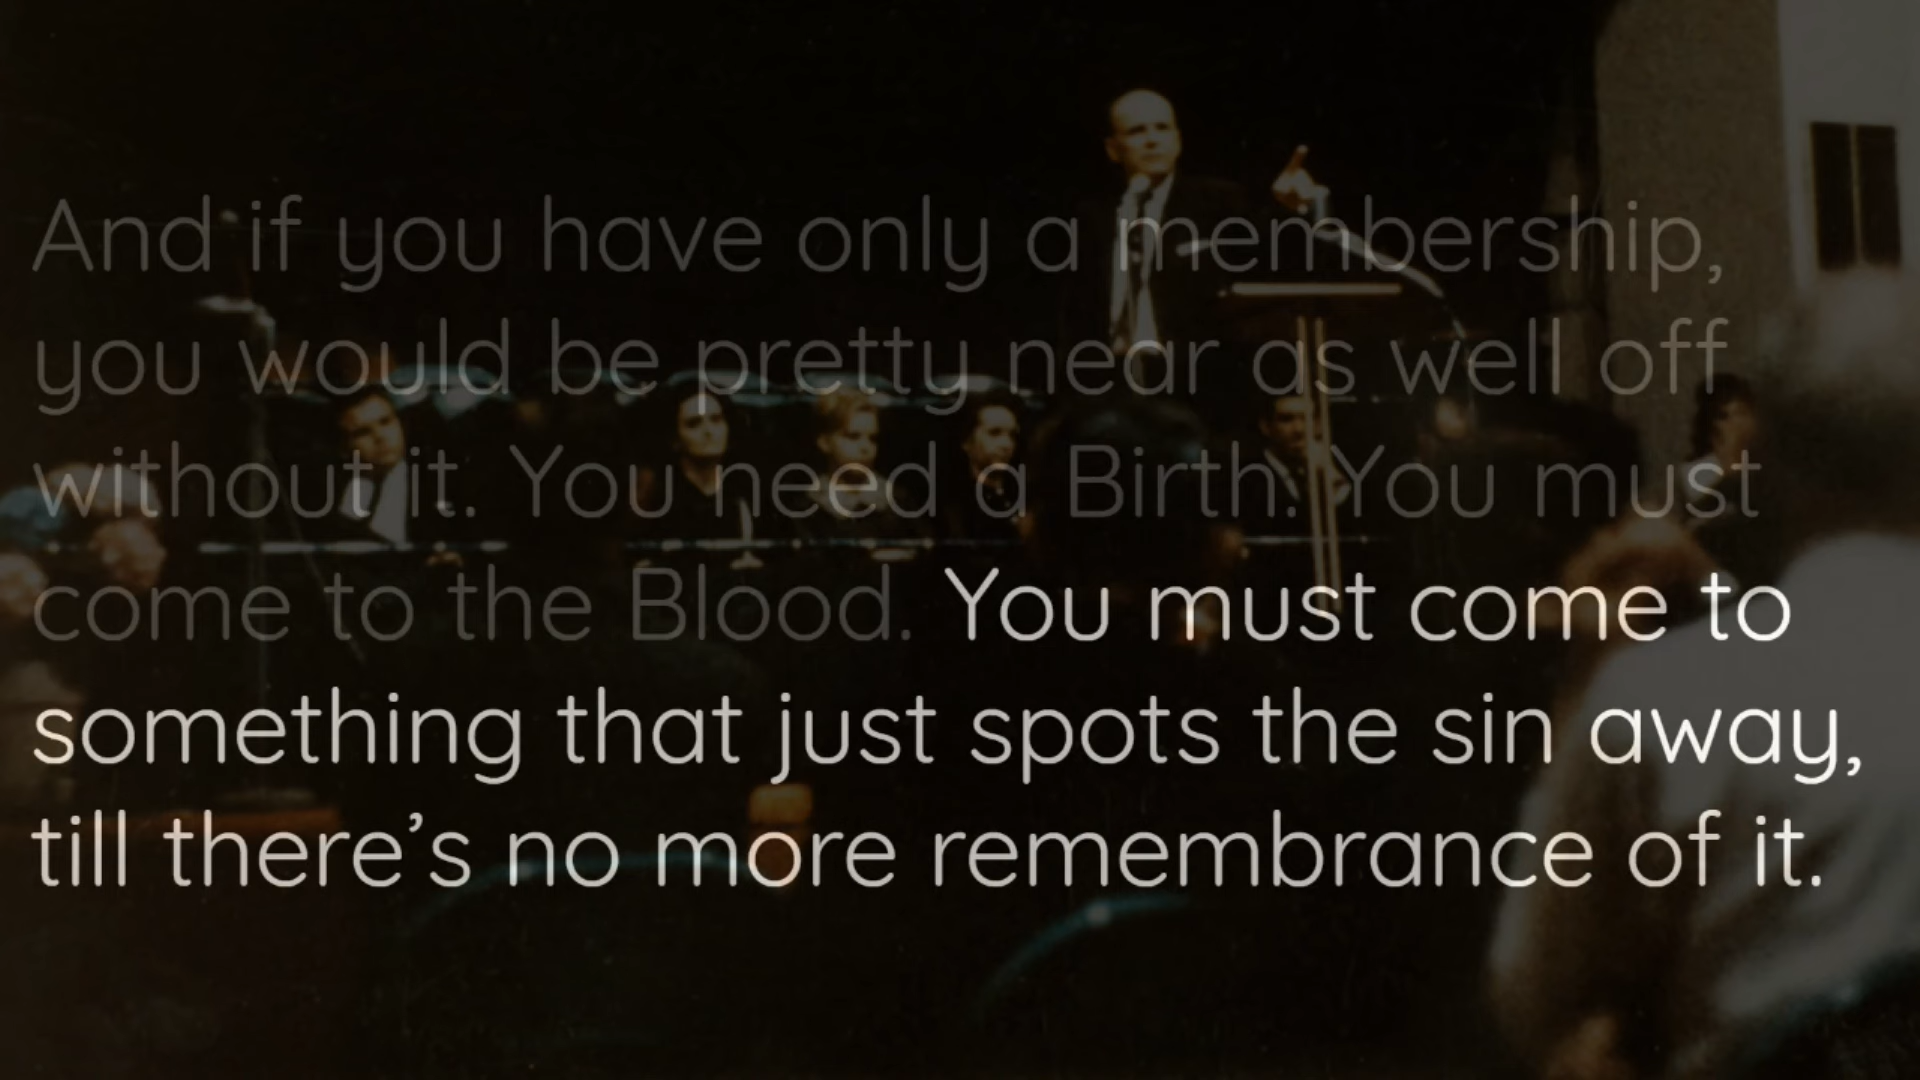 And if you have only a membership,
you would be pretty near as well off
without it. You need a Birth. You must
come to the Blood. You must come to
something that just spots the sin away,
till there’s no more remembrance of it.